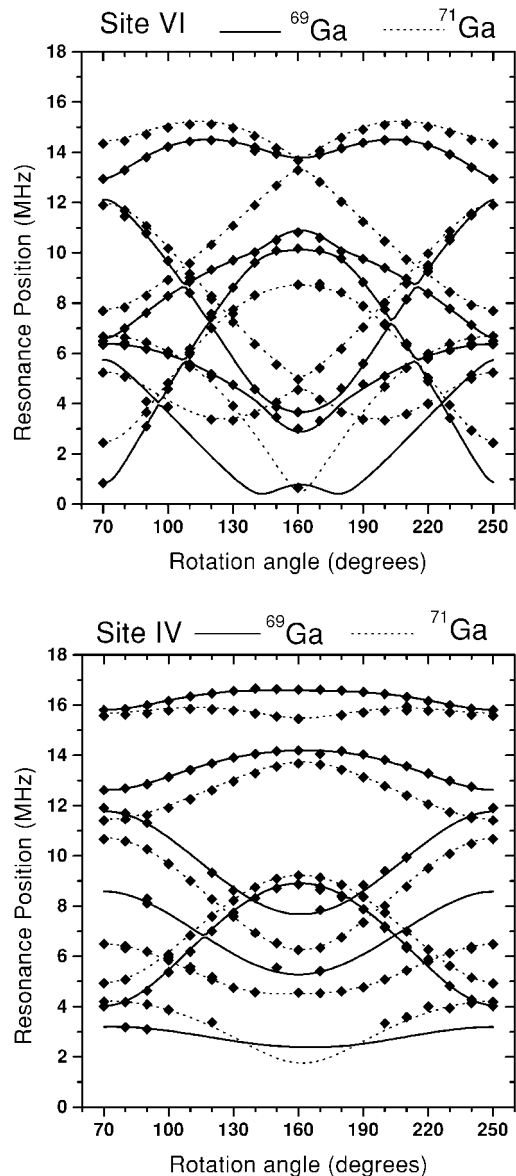 Site VI ⁶⁹Ga ⁷¹Ga
18
16
14
12
10
8
6
4
2
0
Resonance Position (MHz)
70 100 130 160 190 220 250
Rotation angle (degrees)
Site IV ⁶⁹Ga ⁷¹Ga
18
16
14
12
10
8
6
4
2
0
Resonance Position (MHz)
70 100 130 160 190 220 250
Rotation angle (degrees)